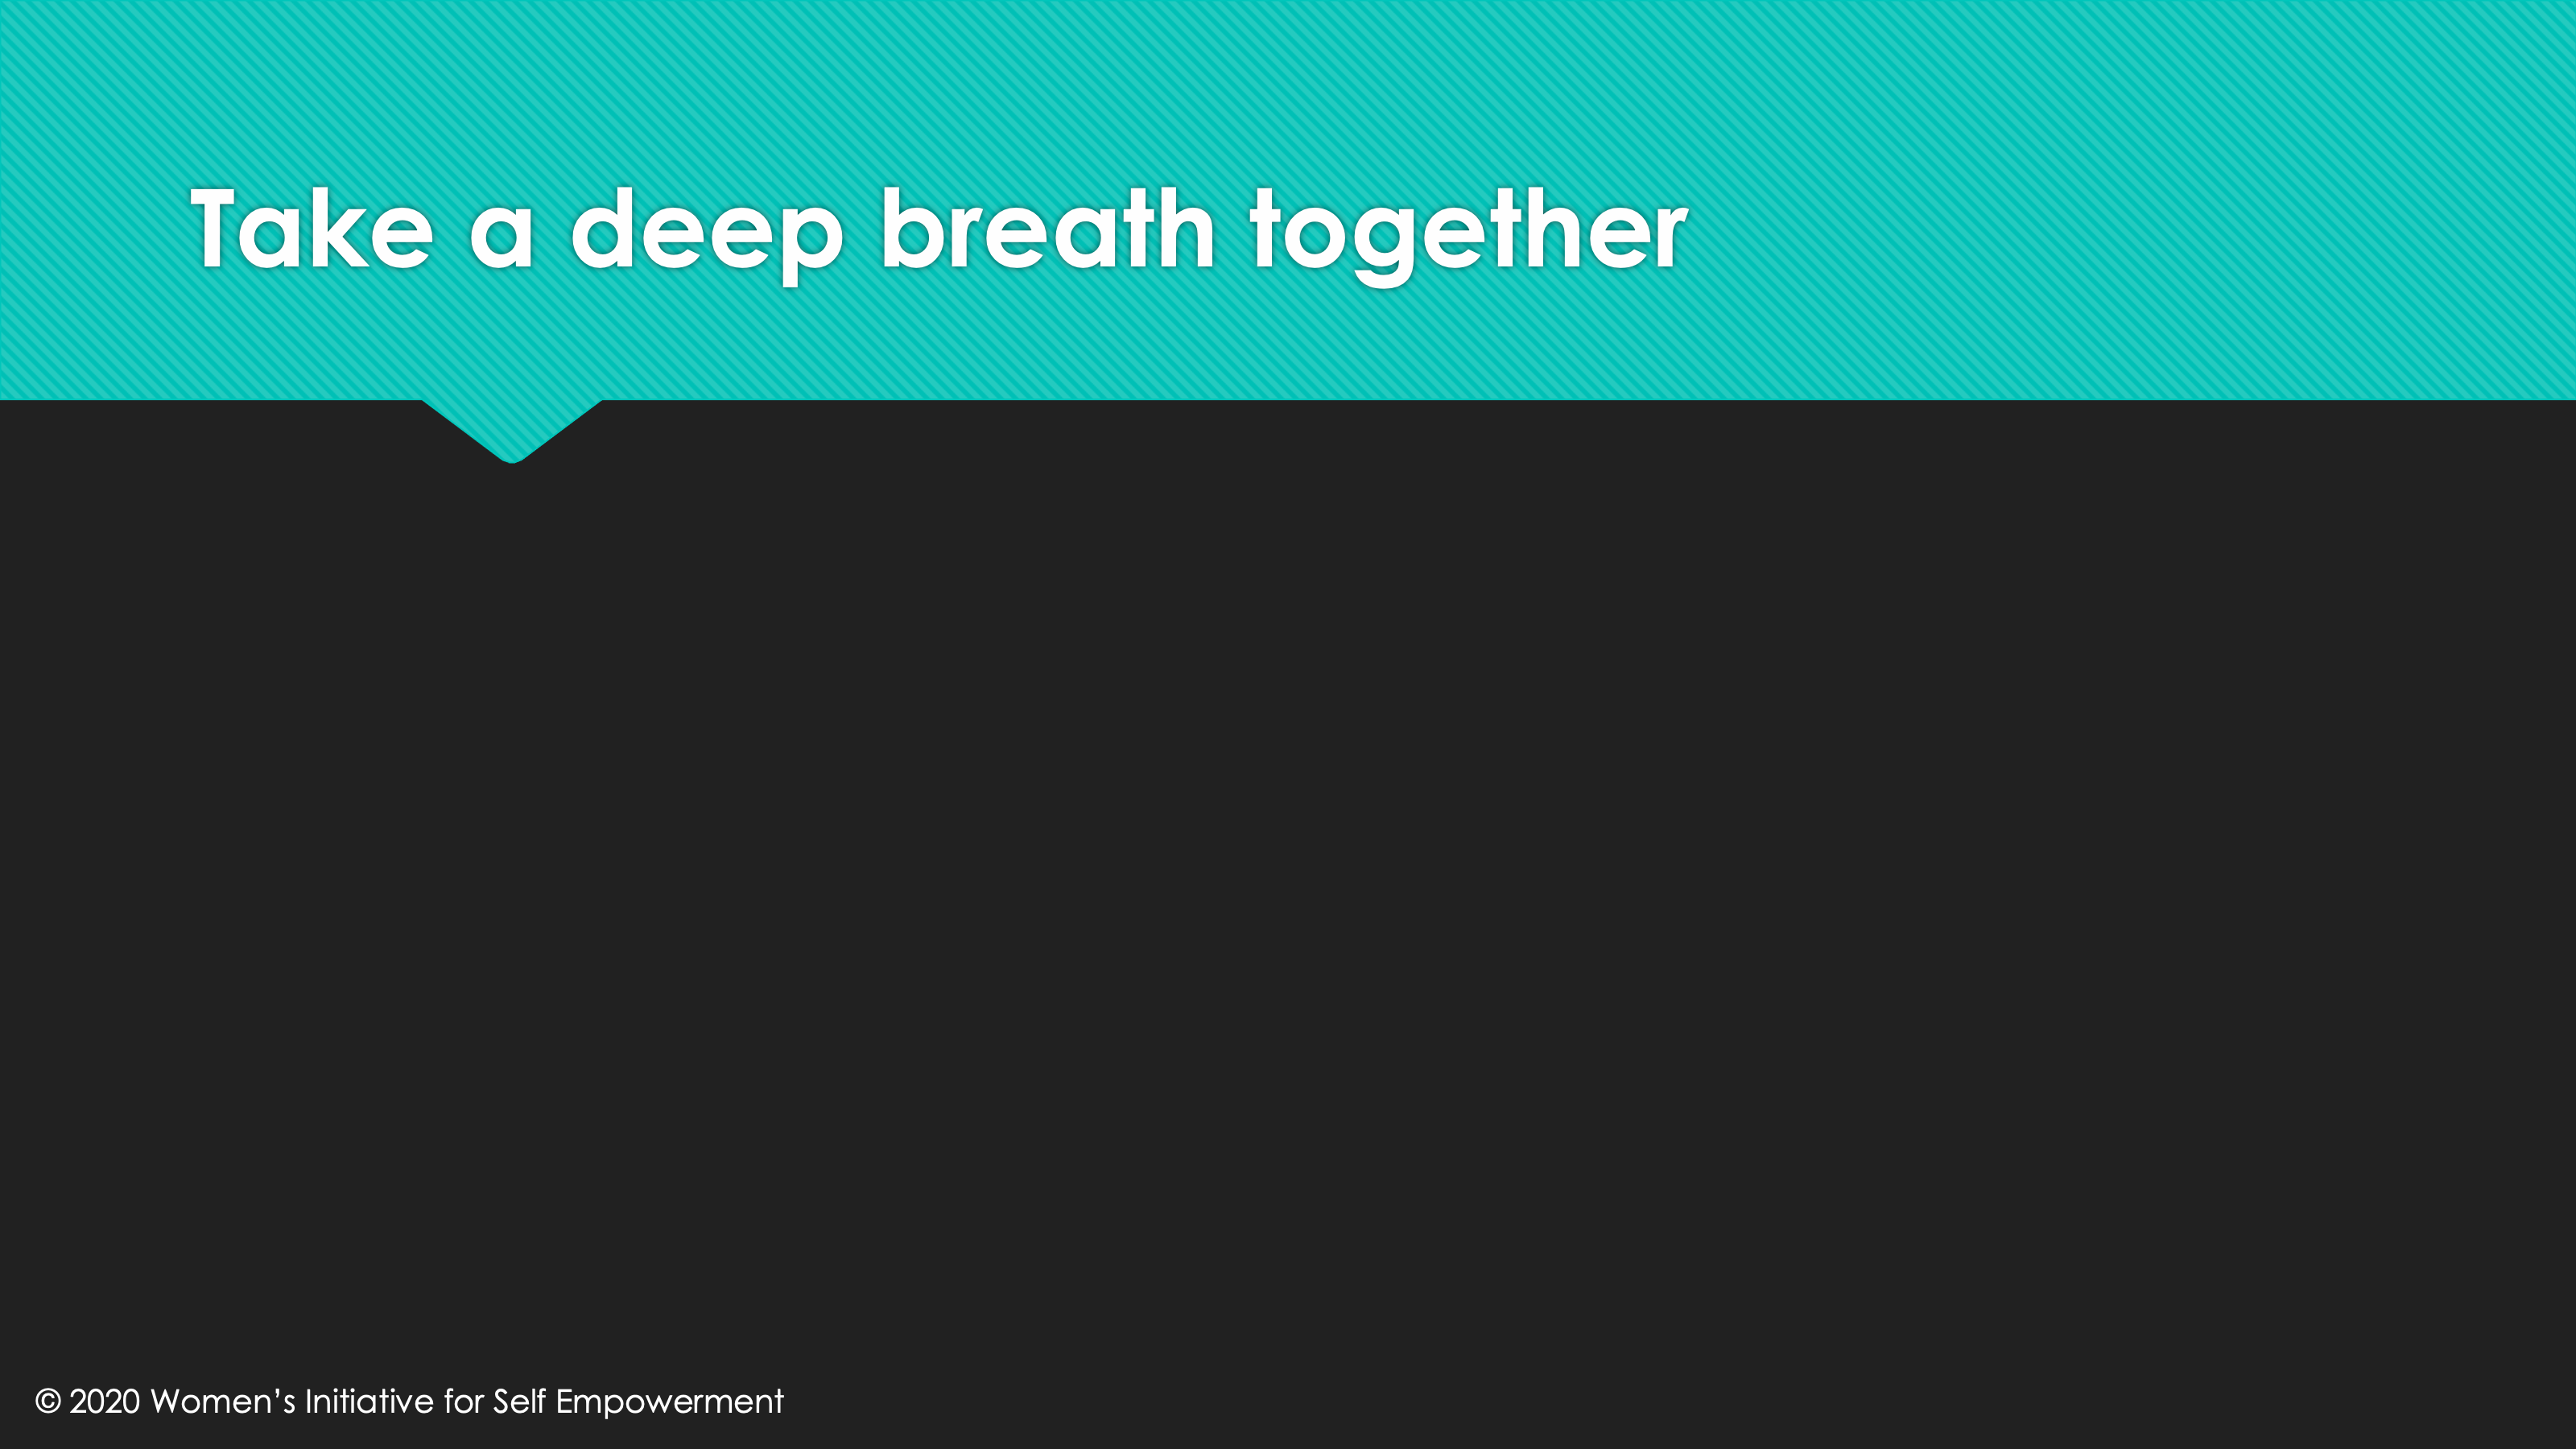 Take a deep breath together
© 2020 Women’s Initiative for Self Empowerment